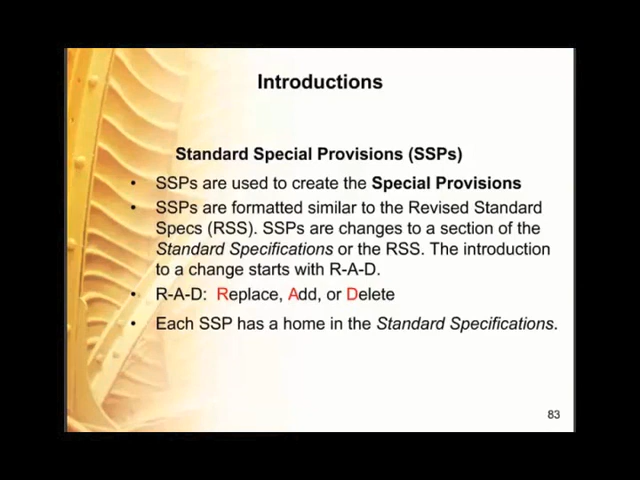 Introductions
Standard Special Provisions (SSPs)
• SSPs are used to create the Special Provisions
• SSPs are formatted similar to the Revised Standard
Specs (RSS). SSPs are changes to a section of the
Standard Specifications or the RSS. The introduction
to a change starts with R-A-D.
• R-A-D: Replace, Add, or Delete
• Each SSP has a home in the Standard Specifications.
83